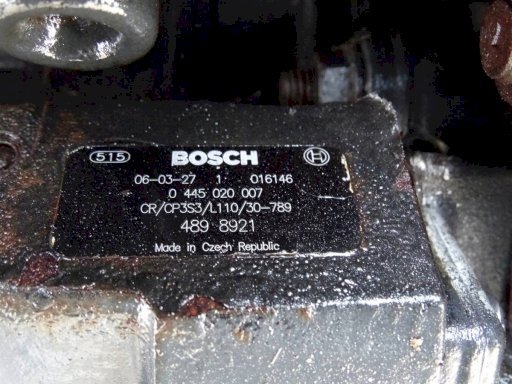 515 BOSCH
06-03-27 1 016146
0 445 020 007
CR/CP3S3/L110/30-789
489 8921
Made in Czech Republic